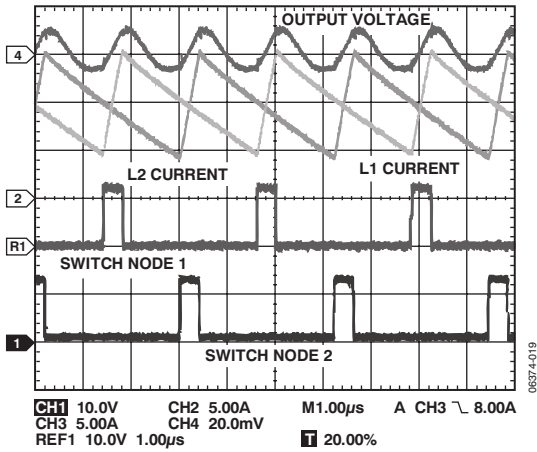 OUTPUT VOLTAGE
4
L2 CURRENT
L1 CURRENT
2
R1
SWITCH NODE 1
1
SWITCH NODE 2
06374-019
CH1 10.0V CH2 5.00A M1.00µs A CH3 8.00A
CH3 5.00A CH4 20.0mV
REF1 10.0V 1.00µs T 20.00%